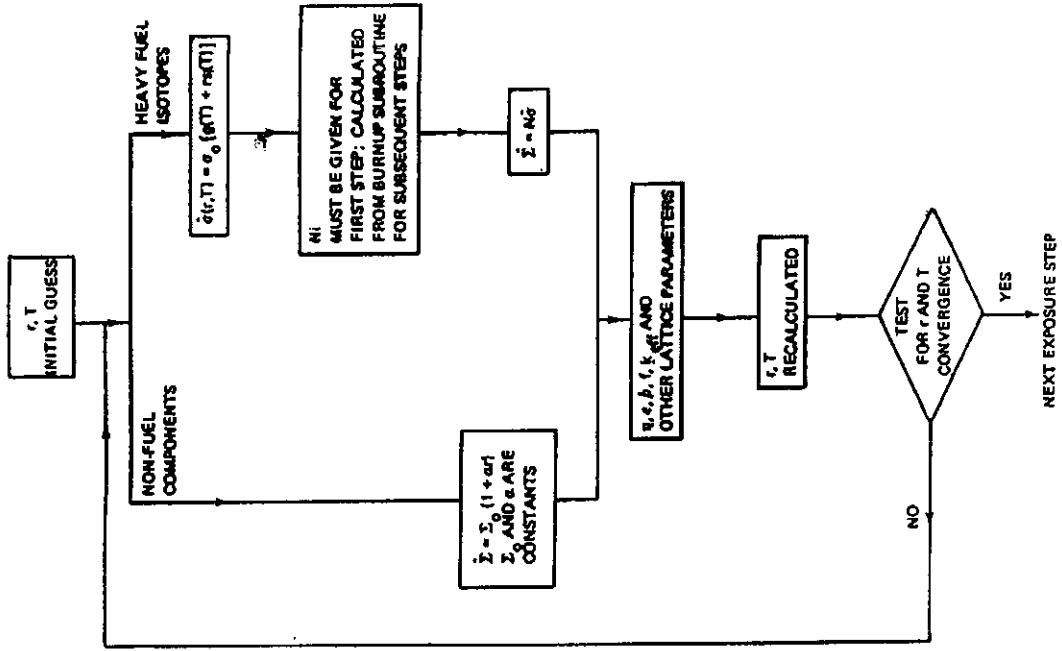 r, T
INITIAL GUESS
NON-FUEL
COMPONENTS
HEAVY FUEL
ISOTOPES
σ̂(r,T) = σ₀ [g(T) + rs(T)]
Ni
MUST BE GIVEN FOR
FIRST STEP; CALCULATED
FROM BURNUP SUBROUTINE
FOR SUBSEQUENT STEPS
Σ̂ = Nσ̂
Σ̂ = Σ₀ (1 + ar)
Σ₀ AND a ARE
CONSTANTS
η, ε, p, f, k eff AND
OTHER LATTICE PARAMETERS
r, T
RECALCULATED
TEST
FOR r AND T
CONVERGENCE
NO
YES
NEXT EXPOSURE STEP